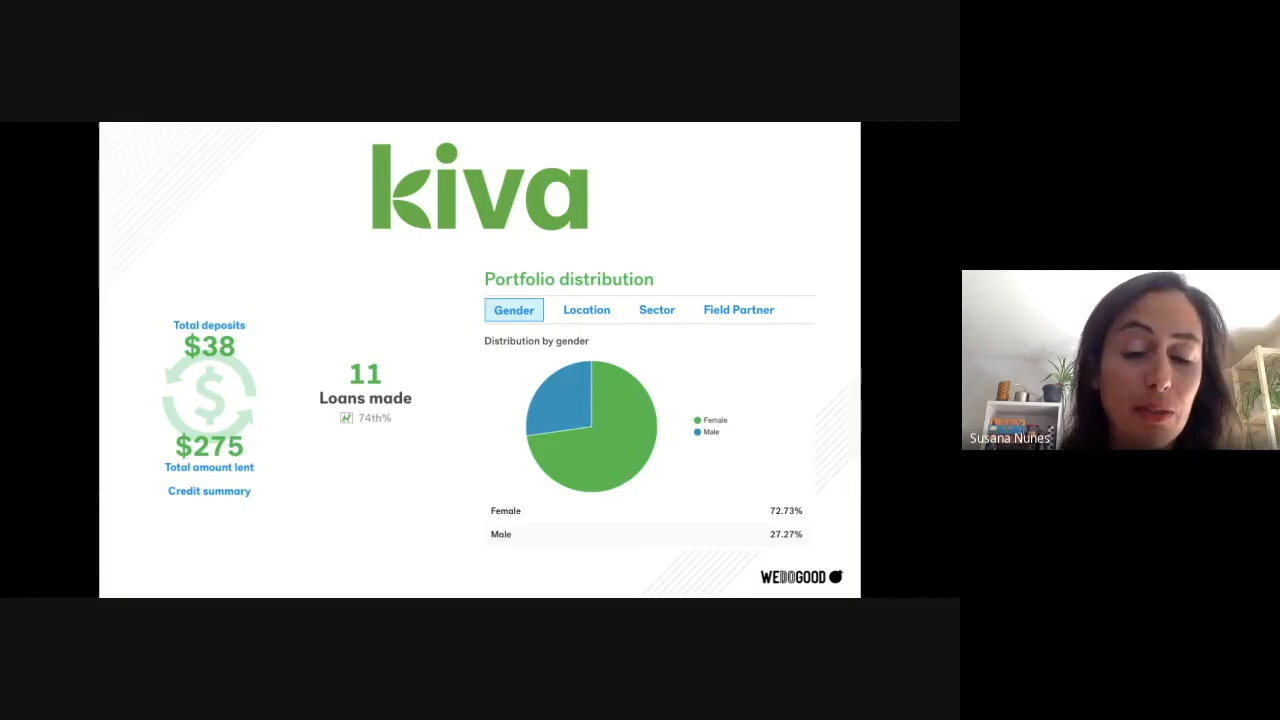 kiva
Portfolio distribution
Gender
Location
Sector
Field Partner
Distribution by gender
Total deposits
$38
$
$275
Total amount lent
Credit summary
11
Loans made
74th%
Female
Male
Female 72.73%
Male 27.27%
WEDOGOOD
Susana Nunes